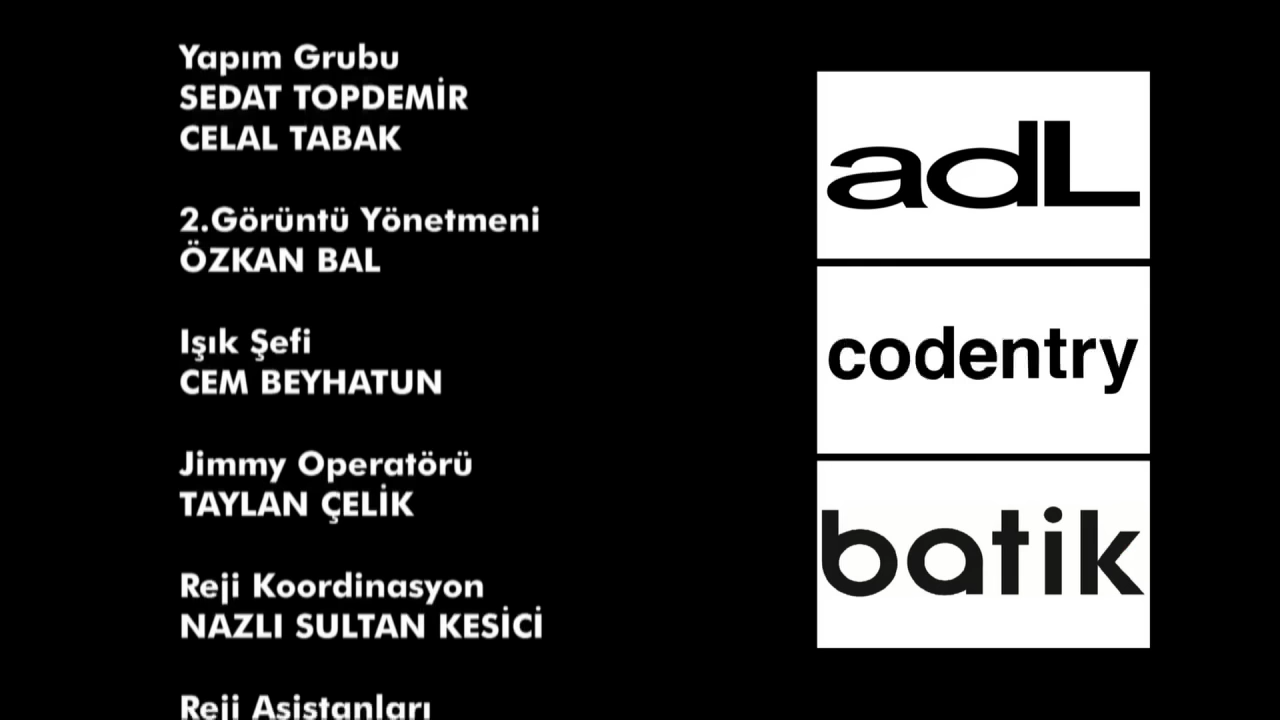 Yapım Grubu
SEDAT TOPDEMİR
CELAL TABAK
2.Görüntü Yönetmeni
ÖZKAN BAL
Işık Şefi
CEM BEYHATUN
Jimmy Operatörü
TAYLAN ÇELİK
Reji Koordinasyon
NAZLI SULTAN KESİCİ
Reji Asistanları
adL
codentry
batik